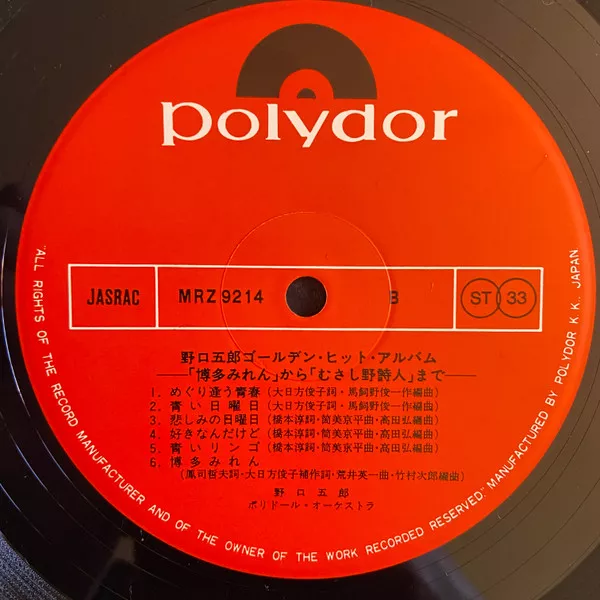 polydor
JASRAC MRZ 9214 B ST 33
野口五郎ゴールデン・ヒット・アルバム
——「博多みれん」から「むさし野詩人」まで——
1. めぐり逢う青春(大日方俊子詞・馬飼野俊一作編曲)
2. 青い日曜日(大日方俊子詞・馬飼野俊一作編曲)
3. 悲しみの日曜日(橋本淳詞・筒美京平曲・高田弘編曲)
4. 好きなんだけど(橋本淳詞・筒美京平曲・高田弘編曲)
5. 青いリンゴ(橋本淳詞・筒美京平曲・高田弘編曲)
6. 博多みれん
(鳳司哲夫詞・大日方俊子補作詞・荒井英一曲・竹村次郎編曲)
野口五郎
ポリドール・オーケストラ
"ALL RIGHTS OF THE RECORD MANUFACTURER AND OF THE OWNER OF THE WORK RECORDED RESERVED." MANUFACTURED BY POLYDOR K.K. JAPAN